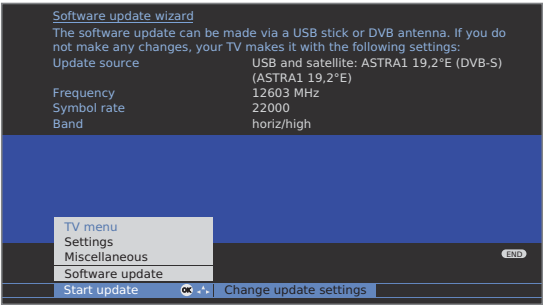 Software update wizard
The software update can be made via a USB stick or DVB antenna. If you do
not make any changes, your TV makes it with the following settings:
Update source USB and satellite: ASTRA1 19,2°E (DVB-S)
(ASTRA1 19,2°E)
Frequency 12603 MHz
Symbol rate 22000
Band horiz/high
TV menu
Settings
Miscellaneous
END
Software update
Start update OK Change update settings